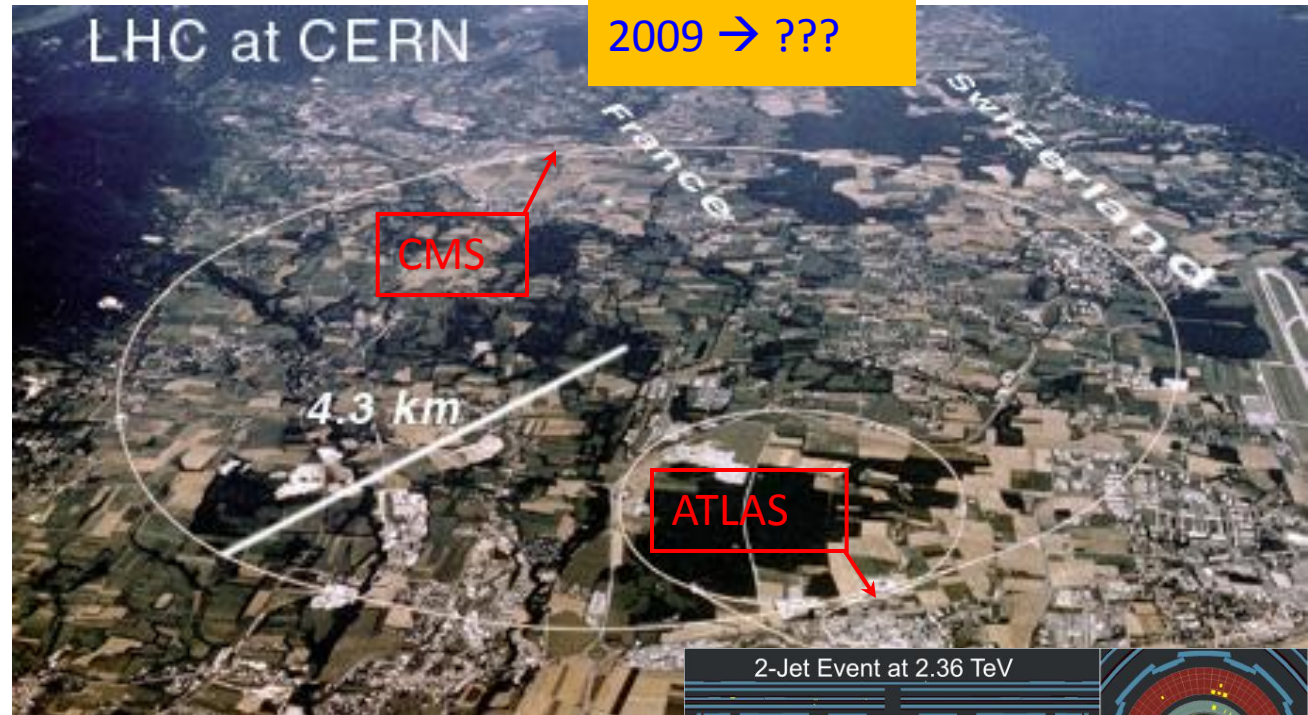 LHC at CERN
2009 → ???
France
Switzerland
CMS
4.3 km
ATLAS
2-Jet Event at 2.36 TeV